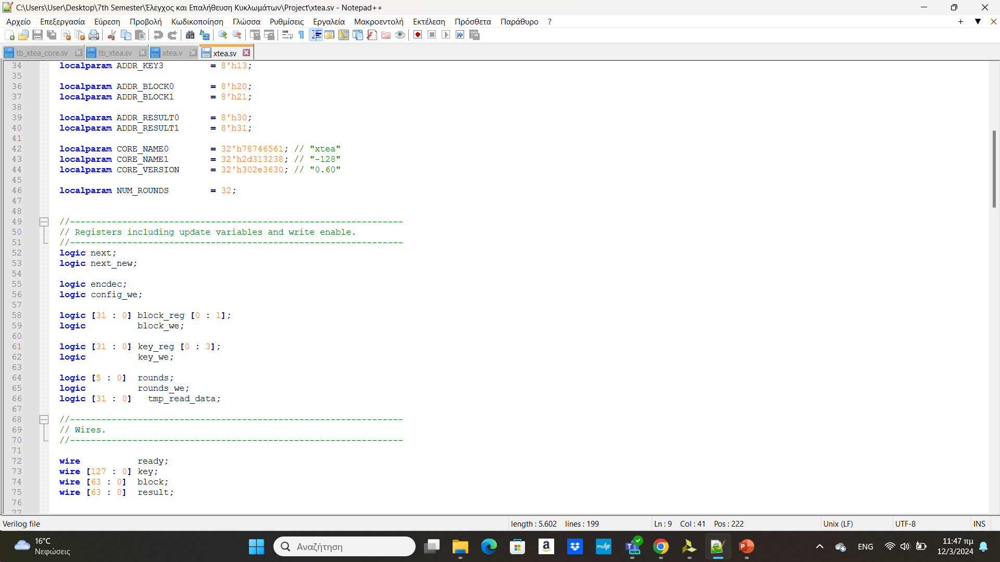 C:\Users\User\Desktop\7th Semester\Έλεγχος και Επαλήθευση Κυκλωμάτων\Project\xtea.sv - Notepad++
Αρχείο Επεξεργασία Εύρεση Προβολή Κωδικοποίηση Γλώσσα Ρυθμίσεις Εργαλεία Μακροεντολή Εκτέλεση Πρόσθετα Παράθυρο ?
tb_xtea_core.sv tb_xtea.sv xtea.v xtea.sv
34 localparam ADDR_KEY3 = 8'h13;
35
36 localparam ADDR_BLOCK0 = 8'h20;
37 localparam ADDR_BLOCK1 = 8'h21;
38
39 localparam ADDR_RESULT0 = 8'h30;
40 localparam ADDR_RESULT1 = 8'h31;
41
42 localparam CORE_NAME0 = 32'h78746561; // "xtea"
43 localparam CORE_NAME1 = 32'h2d313238; // "-128"
44 localparam CORE_VERSION = 32'h302e3630; // "0.60"
45
46 localparam NUM_ROUNDS = 32;
47
48
49 //----------------------------------------------------------------
50 // Registers including update variables and write enable.
51 //----------------------------------------------------------------
52 logic next;
53 logic next_new;
54
55 logic encdec;
56 logic config_we;
57
58 logic [31 : 0] block_reg [0 : 1];
59 logic block_we;
60
61 logic [31 : 0] key_reg [0 : 3];
62 logic key_we;
63
64 logic [5 : 0] rounds;
65 logic rounds_we;
66 logic [31 : 0] tmp_read_data;
67
68 //----------------------------------------------------------------
69 // Wires.
70 //----------------------------------------------------------------
71
72 wire ready;
73 wire [127 : 0] key;
74 wire [63 : 0] block;
75 wire [63 : 0] result;
76
77
Verilog file length : 5.602 lines : 199 Ln : 9 Col : 41 Pos : 222 Unix (LF) UTF-8 INS
16°C
Νεφώσεις
Αναζήτηση
a
myhp
T
NEW
P
ENG
11:47 πμ
12/3/2024